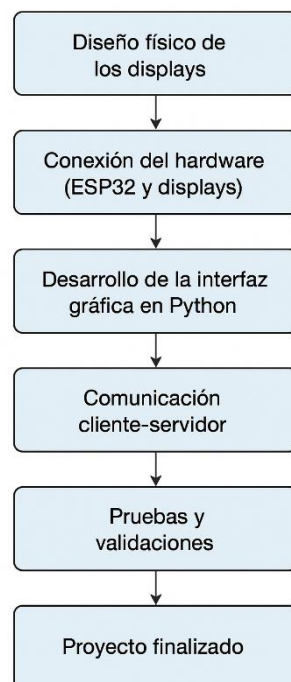 Diseño físico de
los displays
Conexión del hardware
(ESP32 y displays)
Desarrollo de la interfaz
gráfica en Python
Comunicación
cliente-servidor
Pruebas y
validaciones
Proyecto finalizado